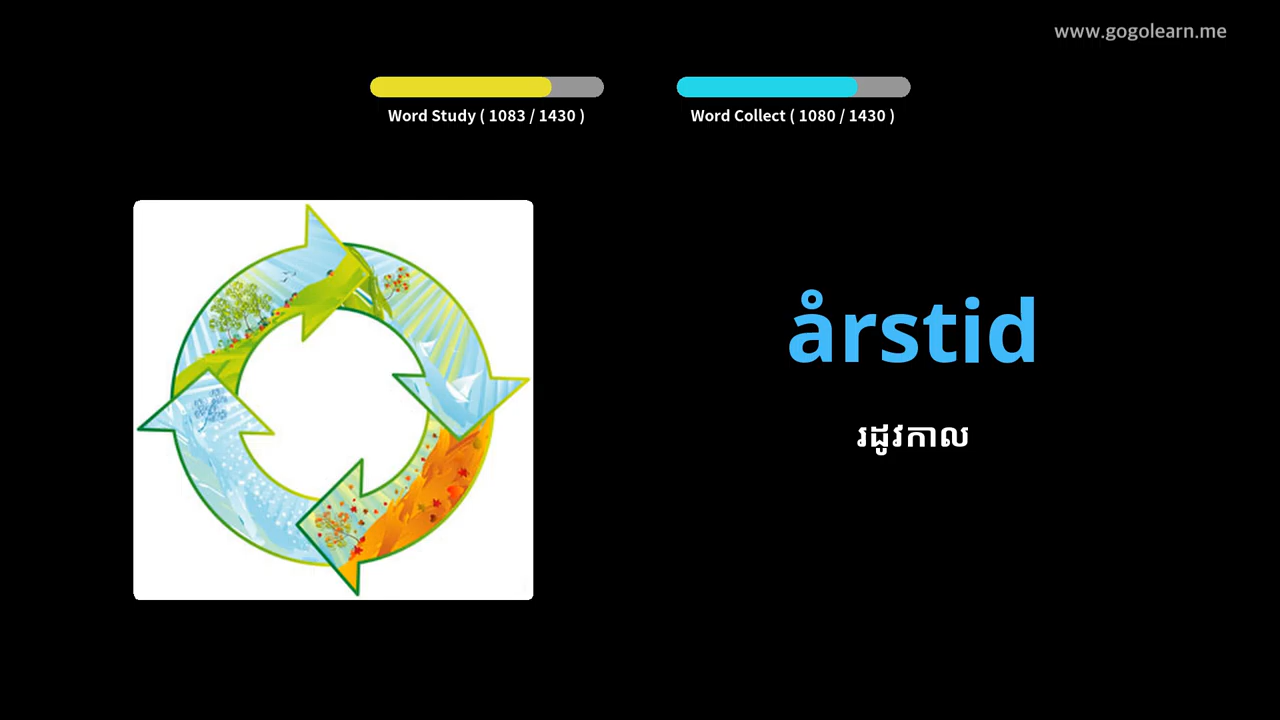 www.gogolearn.me
Word Study ( 1083 / 1430 )
Word Collect ( 1080 / 1430 )
årstid
រដូវកាល